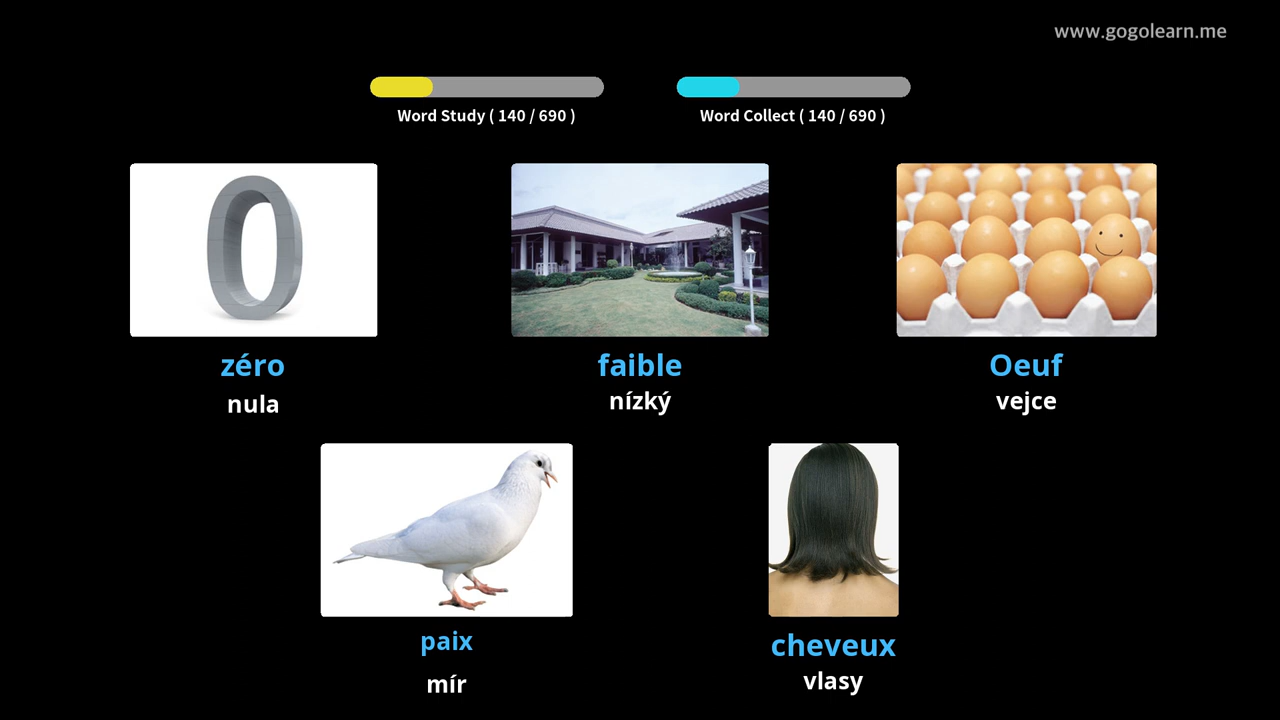 www.gogolearn.me
Word Study ( 140 / 690 )
Word Collect ( 140 / 690 )
0
zéro
nula
faible
nízký
Oeuf
vejce
paix
mír
cheveux
vlasy